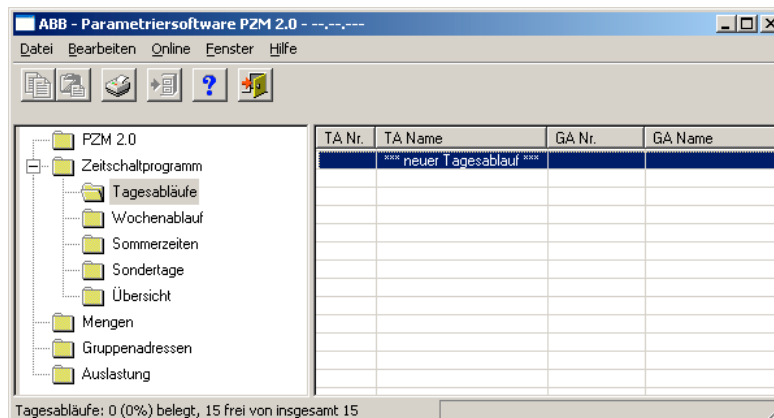 ABB - Parametriersoftware PZM 2.0 - --.--.---
Datei Bearbeiten Online Fenster Hilfe
PZM 2.0
Zeitschaltprogramm
Tagesabläufe
Wochenablauf
Sommerzeiten
Sondertage
Übersicht
Mengen
Gruppenadressen
Auslastung
TA Nr. TA Name GA Nr. GA Name
*** neuer Tagesablauf ***
Tagesabläufe: 0 (0%) belegt, 15 frei von insgesamt 15